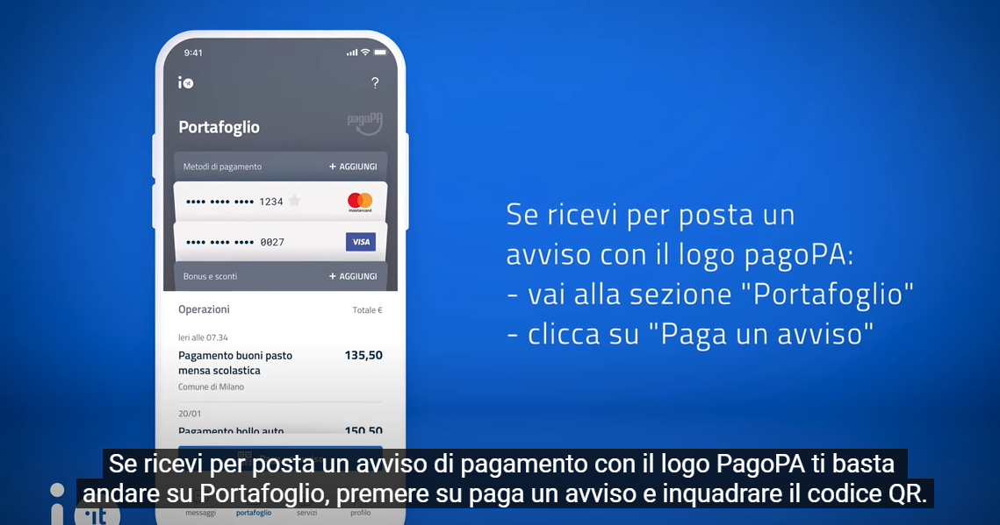 9:41
io it
?
Portafoglio
pagoPA
Metodi di pagamento + AGGIUNGI
•••• •••• •••• 1234
mastercard
•••• •••• •••• 0027
VISA
Bonus e sconti + AGGIUNGI
Operazioni Totale €
Ieri alle 07.34
Pagamento buoni pasto 135,50
mensa scolastica
Comune di Milano
20/01
Pagamento bollo auto 150,50
messaggi portafoglio servizi profilo
Se ricevi per posta un
avviso con il logo pagoPA:
- vai alla sezione "Portafoglio"
- clicca su "Paga un avviso"
Se ricevi per posta un avviso di pagamento con il logo PagoPA ti basta
andare su Portafoglio, premere su paga un avviso e inquadrare il codice QR.
it